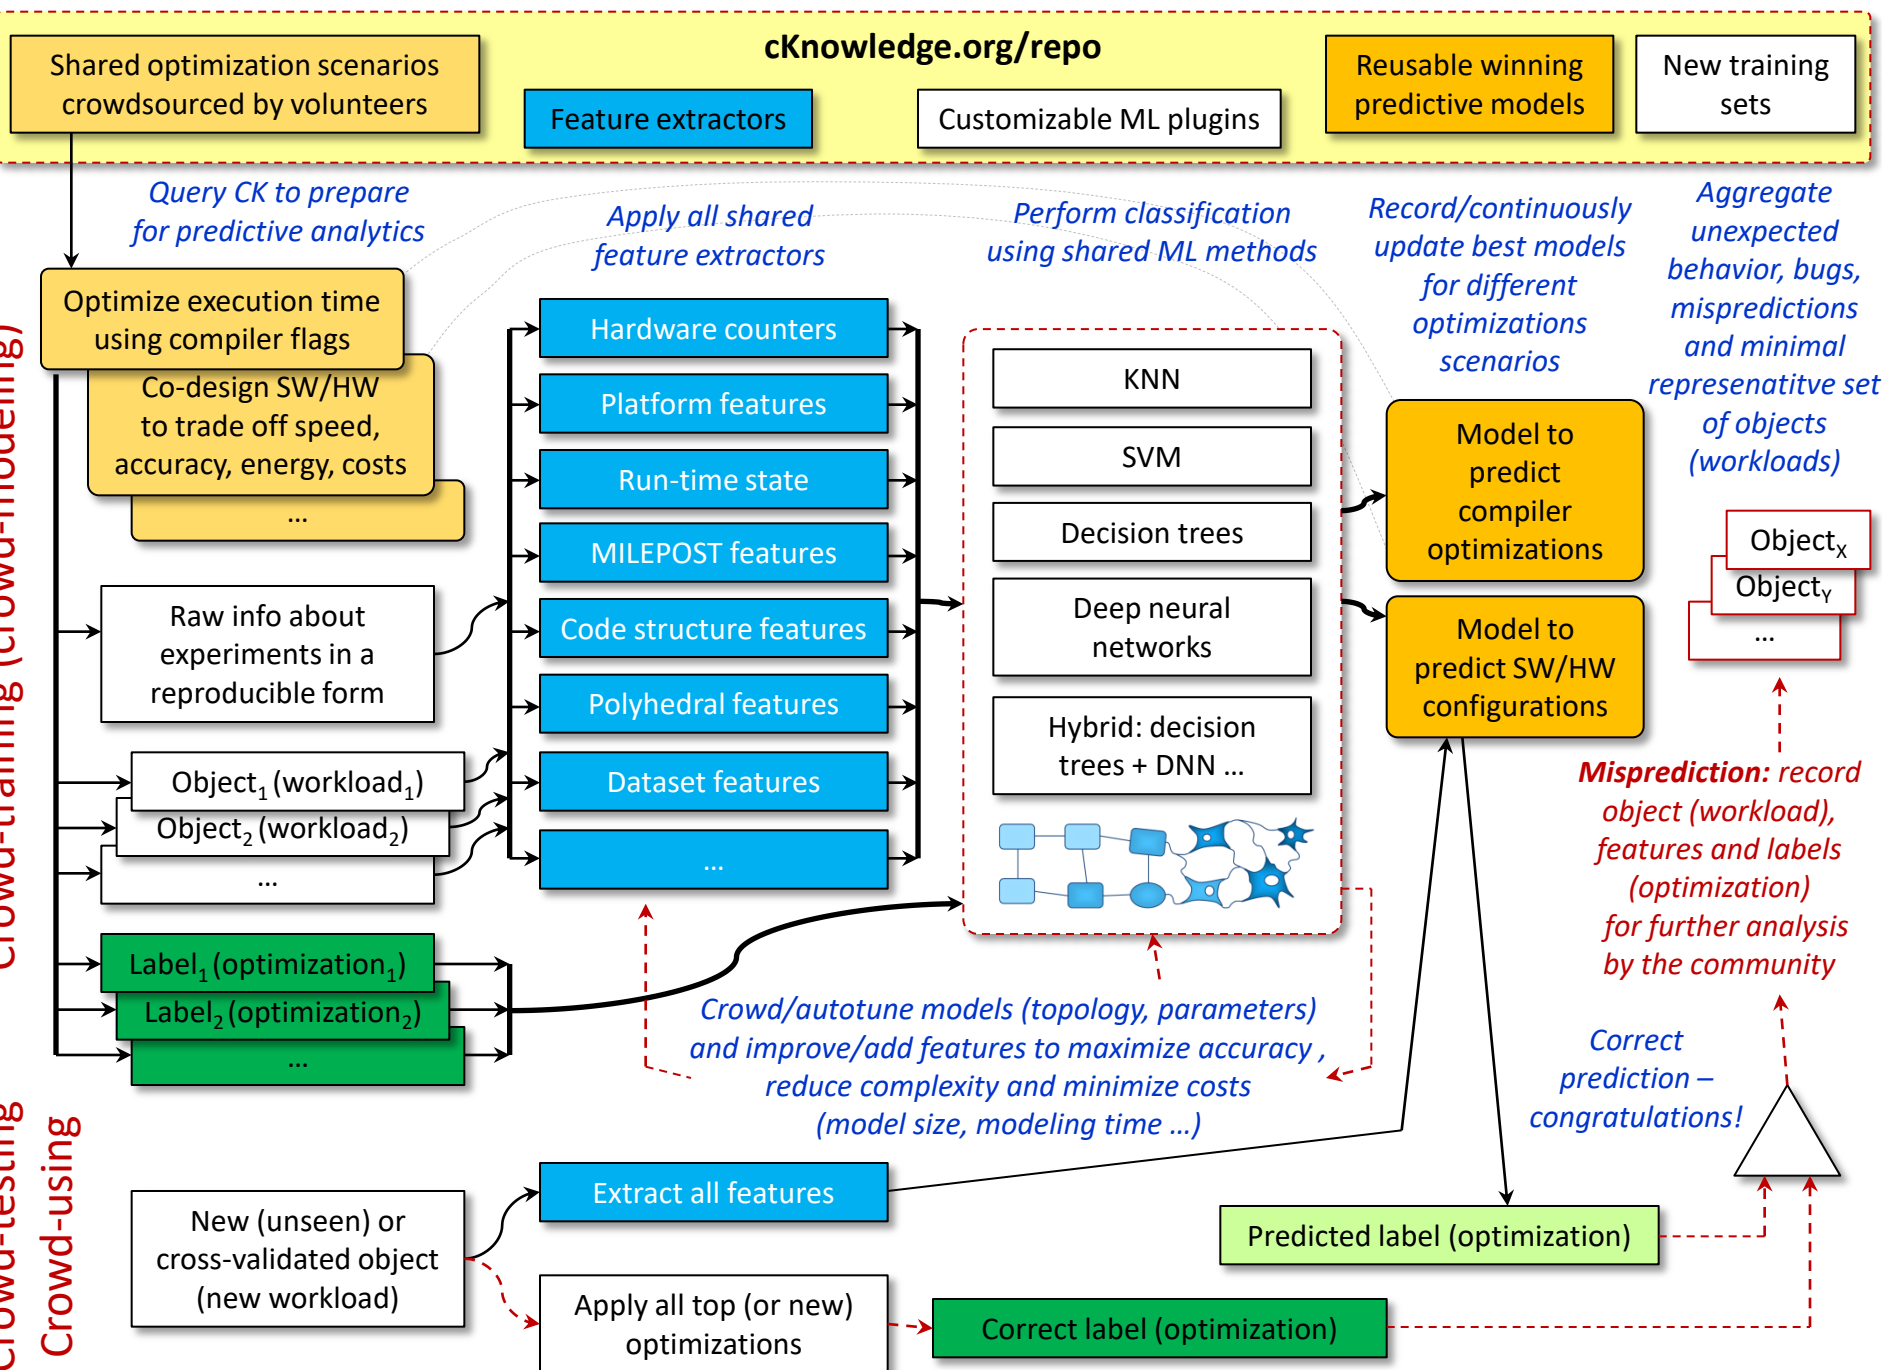 cKnowledge.org/repo
Shared optimization scenarios
crowdsourced by volunteers
Feature extractors
Customizable ML plugins
Reusable winning
predictive models
New training
sets
Query CK to prepare
for predictive analytics
Apply all shared
feature extractors
Perform classification
using shared ML methods
Record/continuously
update best models
for different
optimizations
scenarios
Aggregate
unexpected
behavior, bugs,
mispredictions
and minimal
represenatitve set
of objects
(workloads)
Crowd-training (crowd-modeling)
Optimize execution time
using compiler flags
Co-design SW/HW
to trade off speed,
accuracy, energy, costs
...
Raw info about
experiments in a
reproducible form
Object1 (workload1)
Object2 (workload2)
...
Label1 (optimization1)
Label2 (optimization2)
...
Hardware counters
Platform features
Run-time state
MILEPOST features
Code structure features
Polyhedral features
Dataset features
...
KNN
SVM
Decision trees
Deep neural
networks
Hybrid: decision
trees + DNN ...
Model to
predict
compiler
optimizations
Model to
predict SW/HW
configurations
ObjectX
ObjectY
...
Misprediction: record
object (workload),
features and labels
(optimization)
for further analysis
by the community
Crowd/autotune models (topology, parameters)
and improve/add features to maximize accuracy ,
reduce complexity and minimize costs
(model size, modeling time ...)
Correct
prediction –
congratulations!
Crowd-testing
Crowd-using
New (unseen) or
cross-validated object
(new workload)
Extract all features
Apply all top (or new)
optimizations
Predicted label (optimization)
Correct label (optimization)